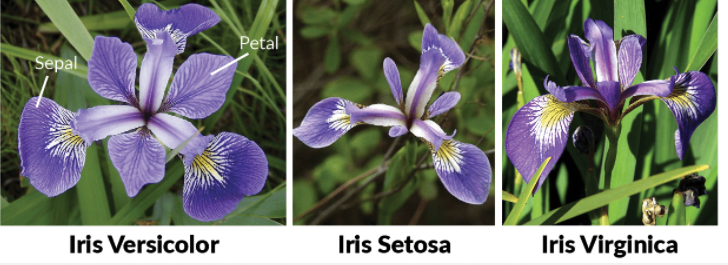 Sepal
Petal
Iris Versicolor
Iris Setosa
Iris Virginica